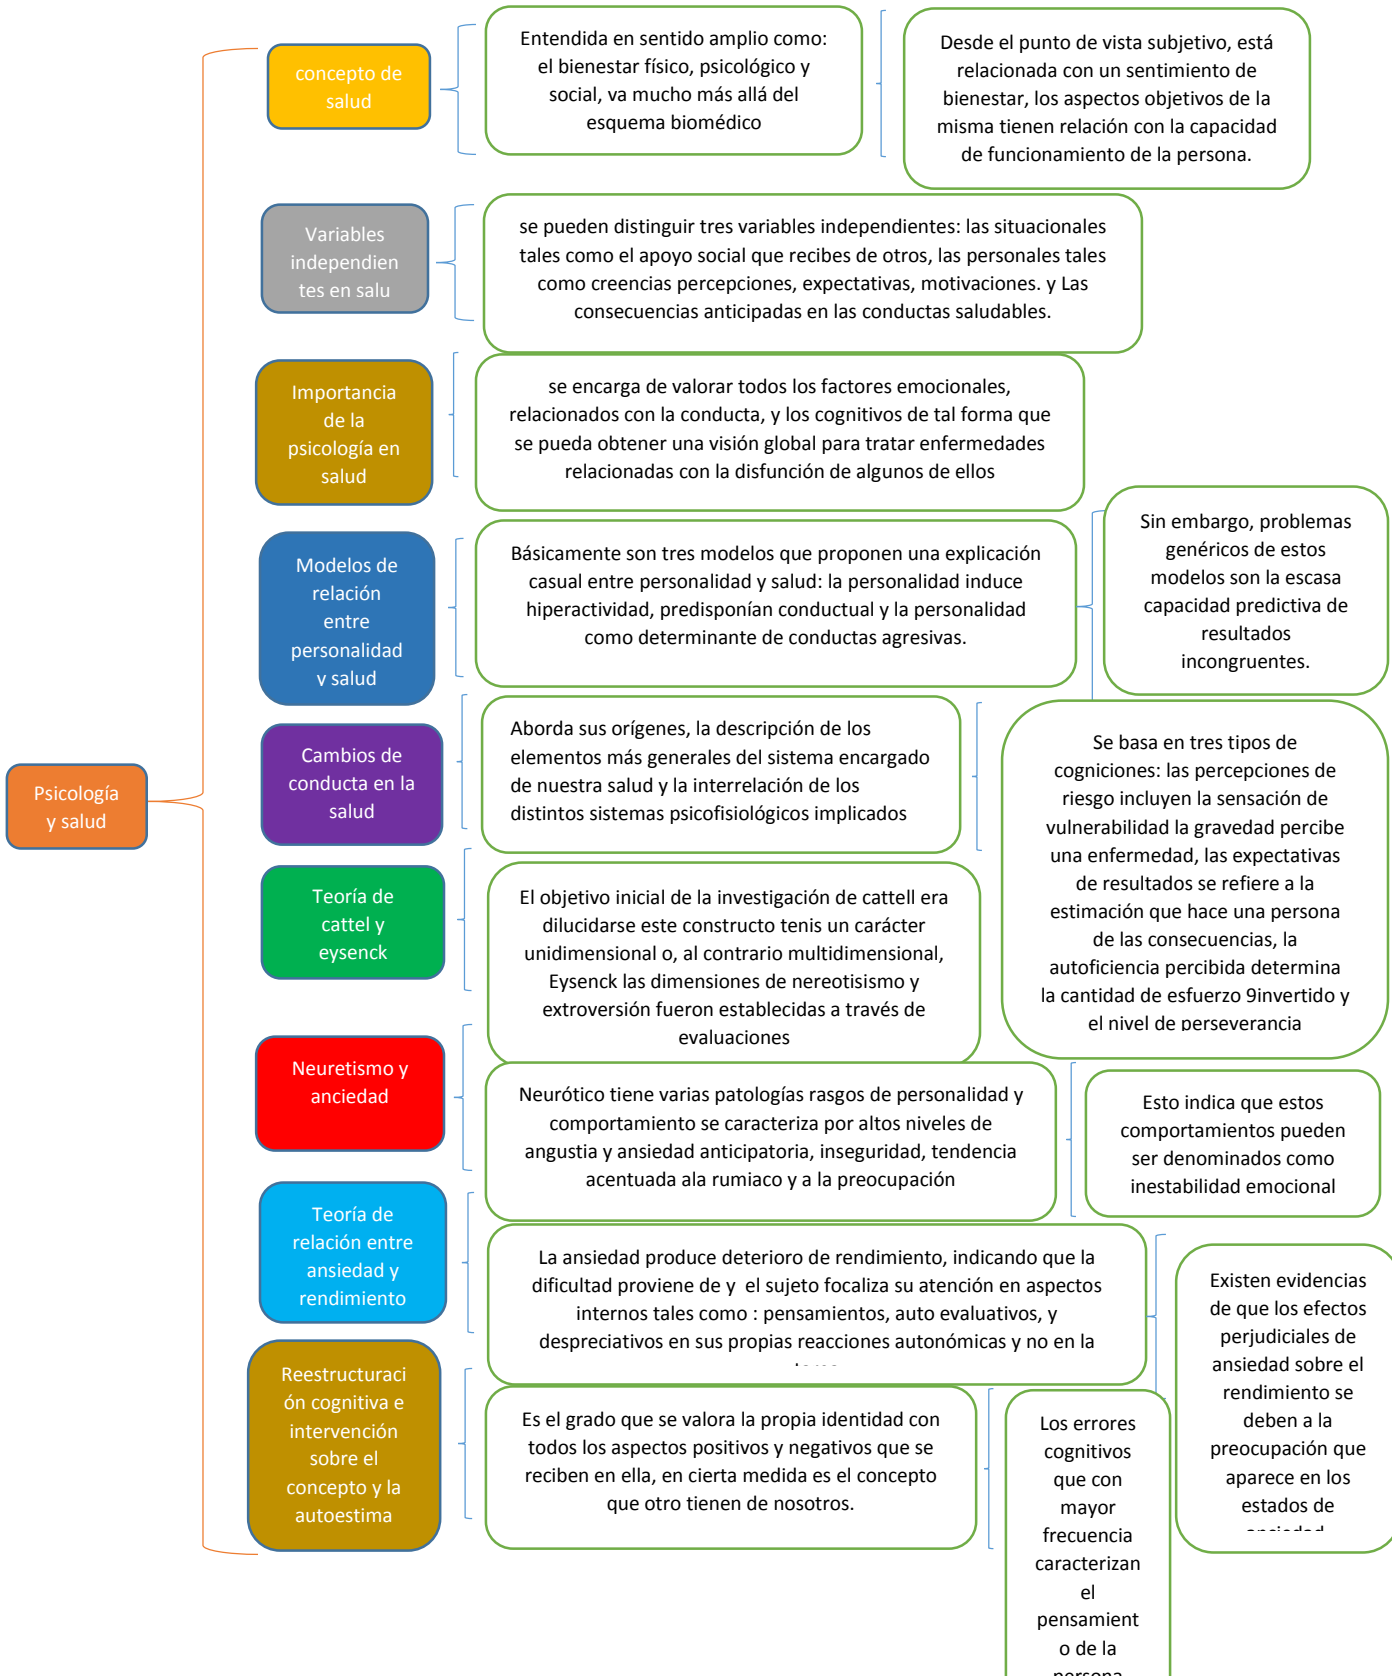 Psicología
y salud
concepto de
salud
Entendida en sentido amplio como:
el bienestar físico, psicológico y
social, va mucho más allá del
esquema biomédico
Desde el punto de vista subjetivo, está
relacionada con un sentimiento de
bienestar, los aspectos objetivos de la
misma tienen relación con la capacidad
de funcionamiento de la persona.
Variables
independien
tes en salu
se pueden distinguir tres variables independientes: las situacionales
tales como el apoyo social que recibes de otros, las personales tales
como creencias percepciones, expectativas, motivaciones. y Las
consecuencias anticipadas en las conductas saludables.
Importancia
de la
psicología en
salud
se encarga de valorar todos los factores emocionales,
relacionados con la conducta, y los cognitivos de tal forma que
se pueda obtener una visión global para tratar enfermedades
relacionadas con la disfunción de algunos de ellos
Modelos de
relación
entre
personalidad
y salud
Básicamente son tres modelos que proponen una explicación
casual entre personalidad y salud: la personalidad induce
hiperactividad, predisponían conductual y la personalidad
como determinante de conductas agresivas.
Sin embargo, problemas
genéricos de estos
modelos son la escasa
capacidad predictiva de
resultados
incongruentes.
Cambios de
conducta en la
salud
Aborda sus orígenes, la descripción de los
elementos más generales del sistema encargado
de nuestra salud y la interrelación de los
distintos sistemas psicofisiológicos implicados
Se basa en tres tipos de
cogniciones: las percepciones de
riesgo incluyen la sensación de
vulnerabilidad la gravedad percibe
una enfermedad, las expectativas
de resultados se refiere a la
estimación que hace una persona
de las consecuencias, la
autoficiencia percibida determina
la cantidad de esfuerzo 9invertido y
el nivel de perseverancia
Teoría de
cattel y
eysenck
El objetivo inicial de la investigación de cattell era
dilucidarse este constructo tenis un carácter
unidimensional o, al contrario multidimensional,
Eysenck las dimensiones de nereotisismo y
extroversión fueron establecidas a través de
evaluaciones
Neuretismo y
anciedad
Neurótico tiene varias patologías rasgos de personalidad y
comportamiento se caracteriza por altos niveles de
angustia y ansiedad anticipatoria, inseguridad, tendencia
acentuada ala rumiaco y a la preocupación
Esto indica que estos
comportamientos pueden
ser denominados como
inestabilidad emocional
Teoría de
relación entre
ansiedad y
rendimiento
La ansiedad produce deterioro de rendimiento, indicando que la
dificultad proviene de y el sujeto focaliza su atención en aspectos
internos tales como : pensamientos, auto evaluativos, y
despreciativos en sus propias reacciones autonómicas y no en la
Existen evidencias
de que los efectos
perjudiciales de
ansiedad sobre el
rendimiento se
deben a la
preocupación que
aparece en los
estados de
Reestructuraci
ón cognitiva e
intervención
sobre el
concepto y la
autoestima
Es el grado que se valora la propia identidad con
todos los aspectos positivos y negativos que se
reciben en ella, en cierta medida es el concepto
que otro tienen de nosotros.
Los errores
cognitivos
que con
mayor
frecuencia
caracterizan
el
pensamient
o de la
persona